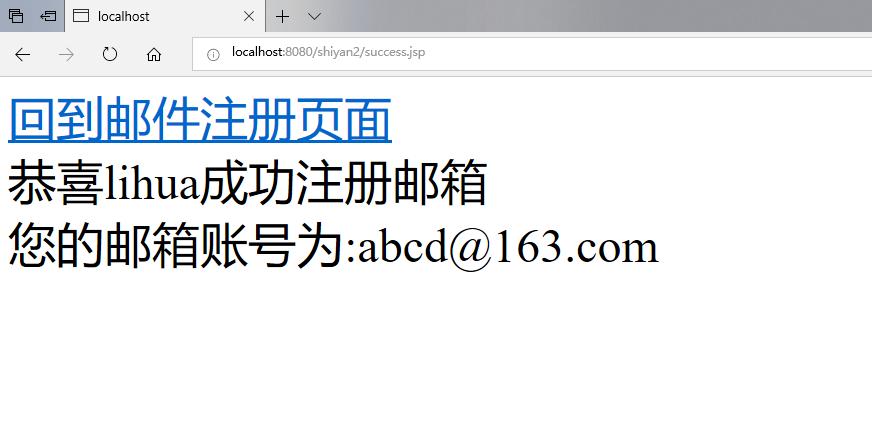 localhost
localhost:8080/shiyan2/success.jsp
回到邮件注册页面
恭喜lihua成功注册邮箱
您的邮箱账号为:abcd@163.com